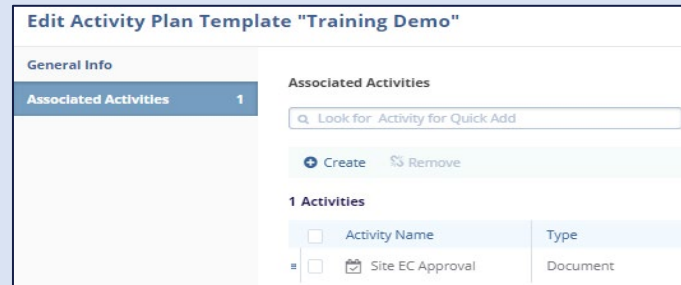 Edit Activity Plan Template "Training Demo"
General Info
Associated Activities 1
Associated Activities
Look for Activity for Quick Add
Create Remove
1 Activities
Activity Name Type
Site EC Approval Document